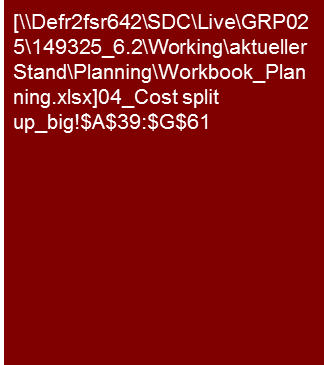 [\\Defr2fsr642\SDC\Live\GRP02
5\149325_6.2\Working\aktueller
Stand\Planning\Workbook_Plan
ning.xlsx]04_Cost split
up_big!$A$39:$G$61